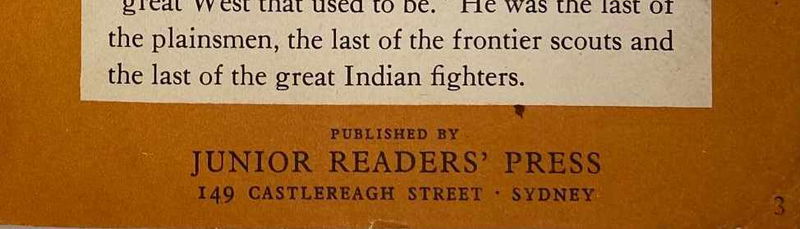 great West that used to be." He was the last of
the plainsmen, the last of the frontier scouts and
the last of the great Indian fighters.
PUBLISHED BY
JUNIOR READERS' PRESS
149 CASTLEREAGH STREET · SYDNEY
3